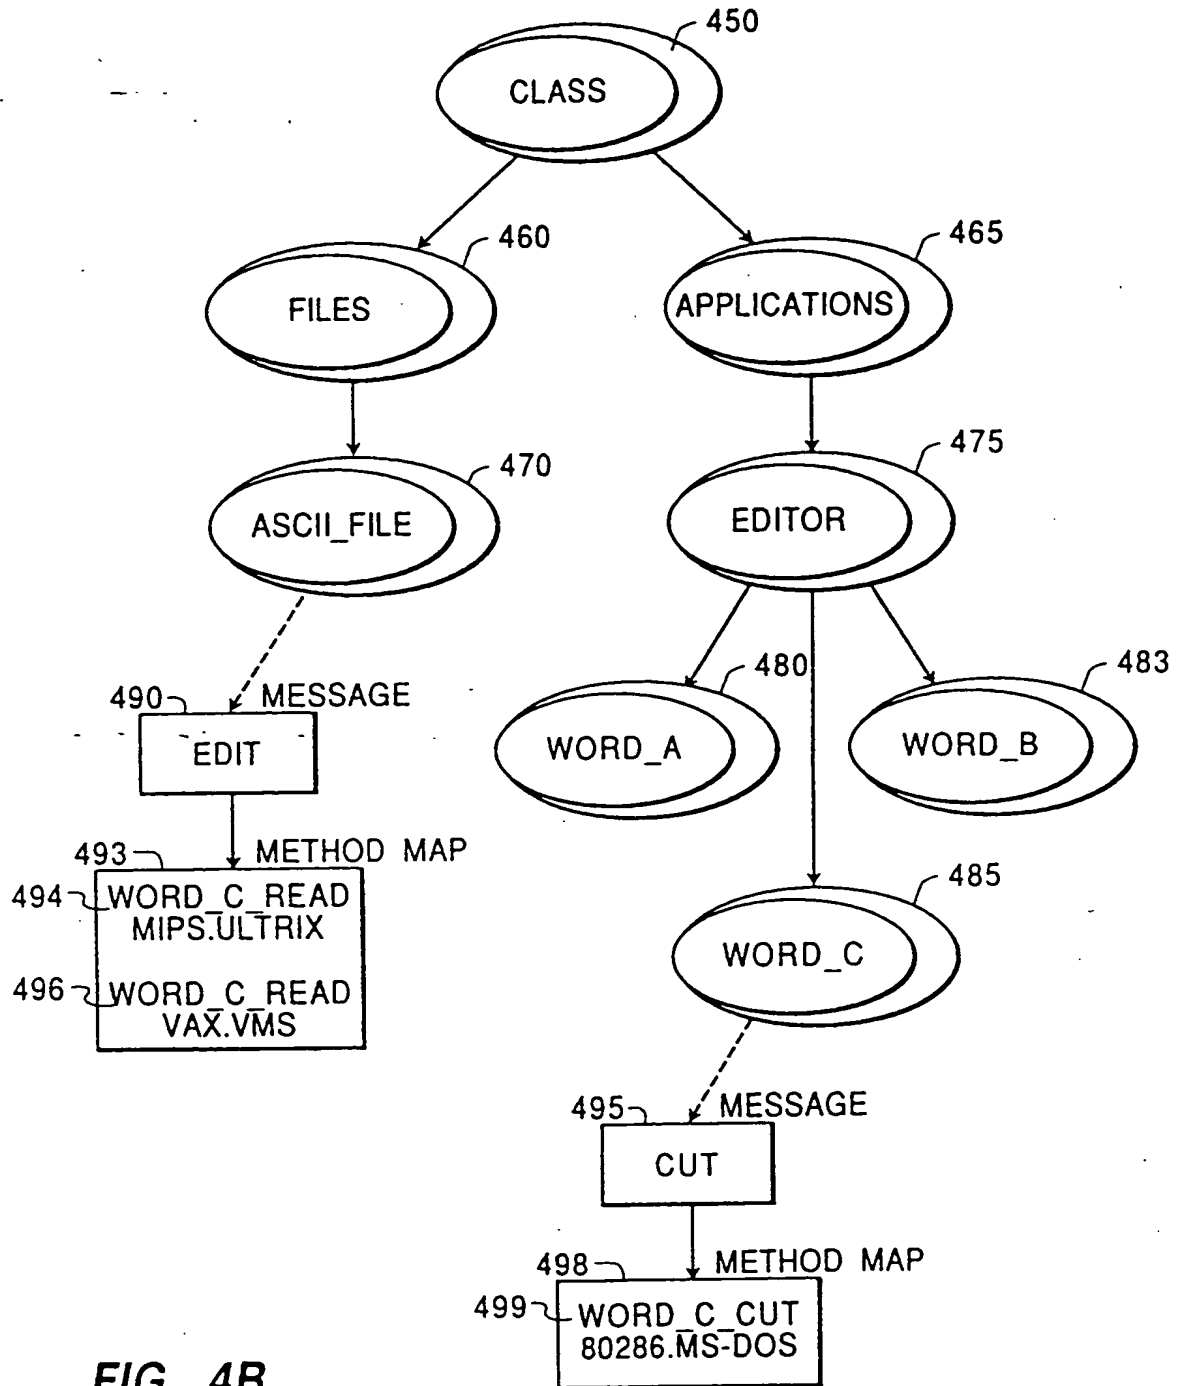 450
CLASS
460
465
FILES
APPLICATIONS
470
475
ASCII_FILE
EDITOR
480
483
490
MESSAGE
EDIT
WORD_A
WORD_B
493
METHOD MAP
494
WORD_C_READ
MIPS.ULTRIX
485
WORD_C
496
WORD_C_READ
VAX.VMS
495
MESSAGE
CUT
498
METHOD MAP
499
WORD_C_CUT
80286.MS-DOS
FIG. 4B